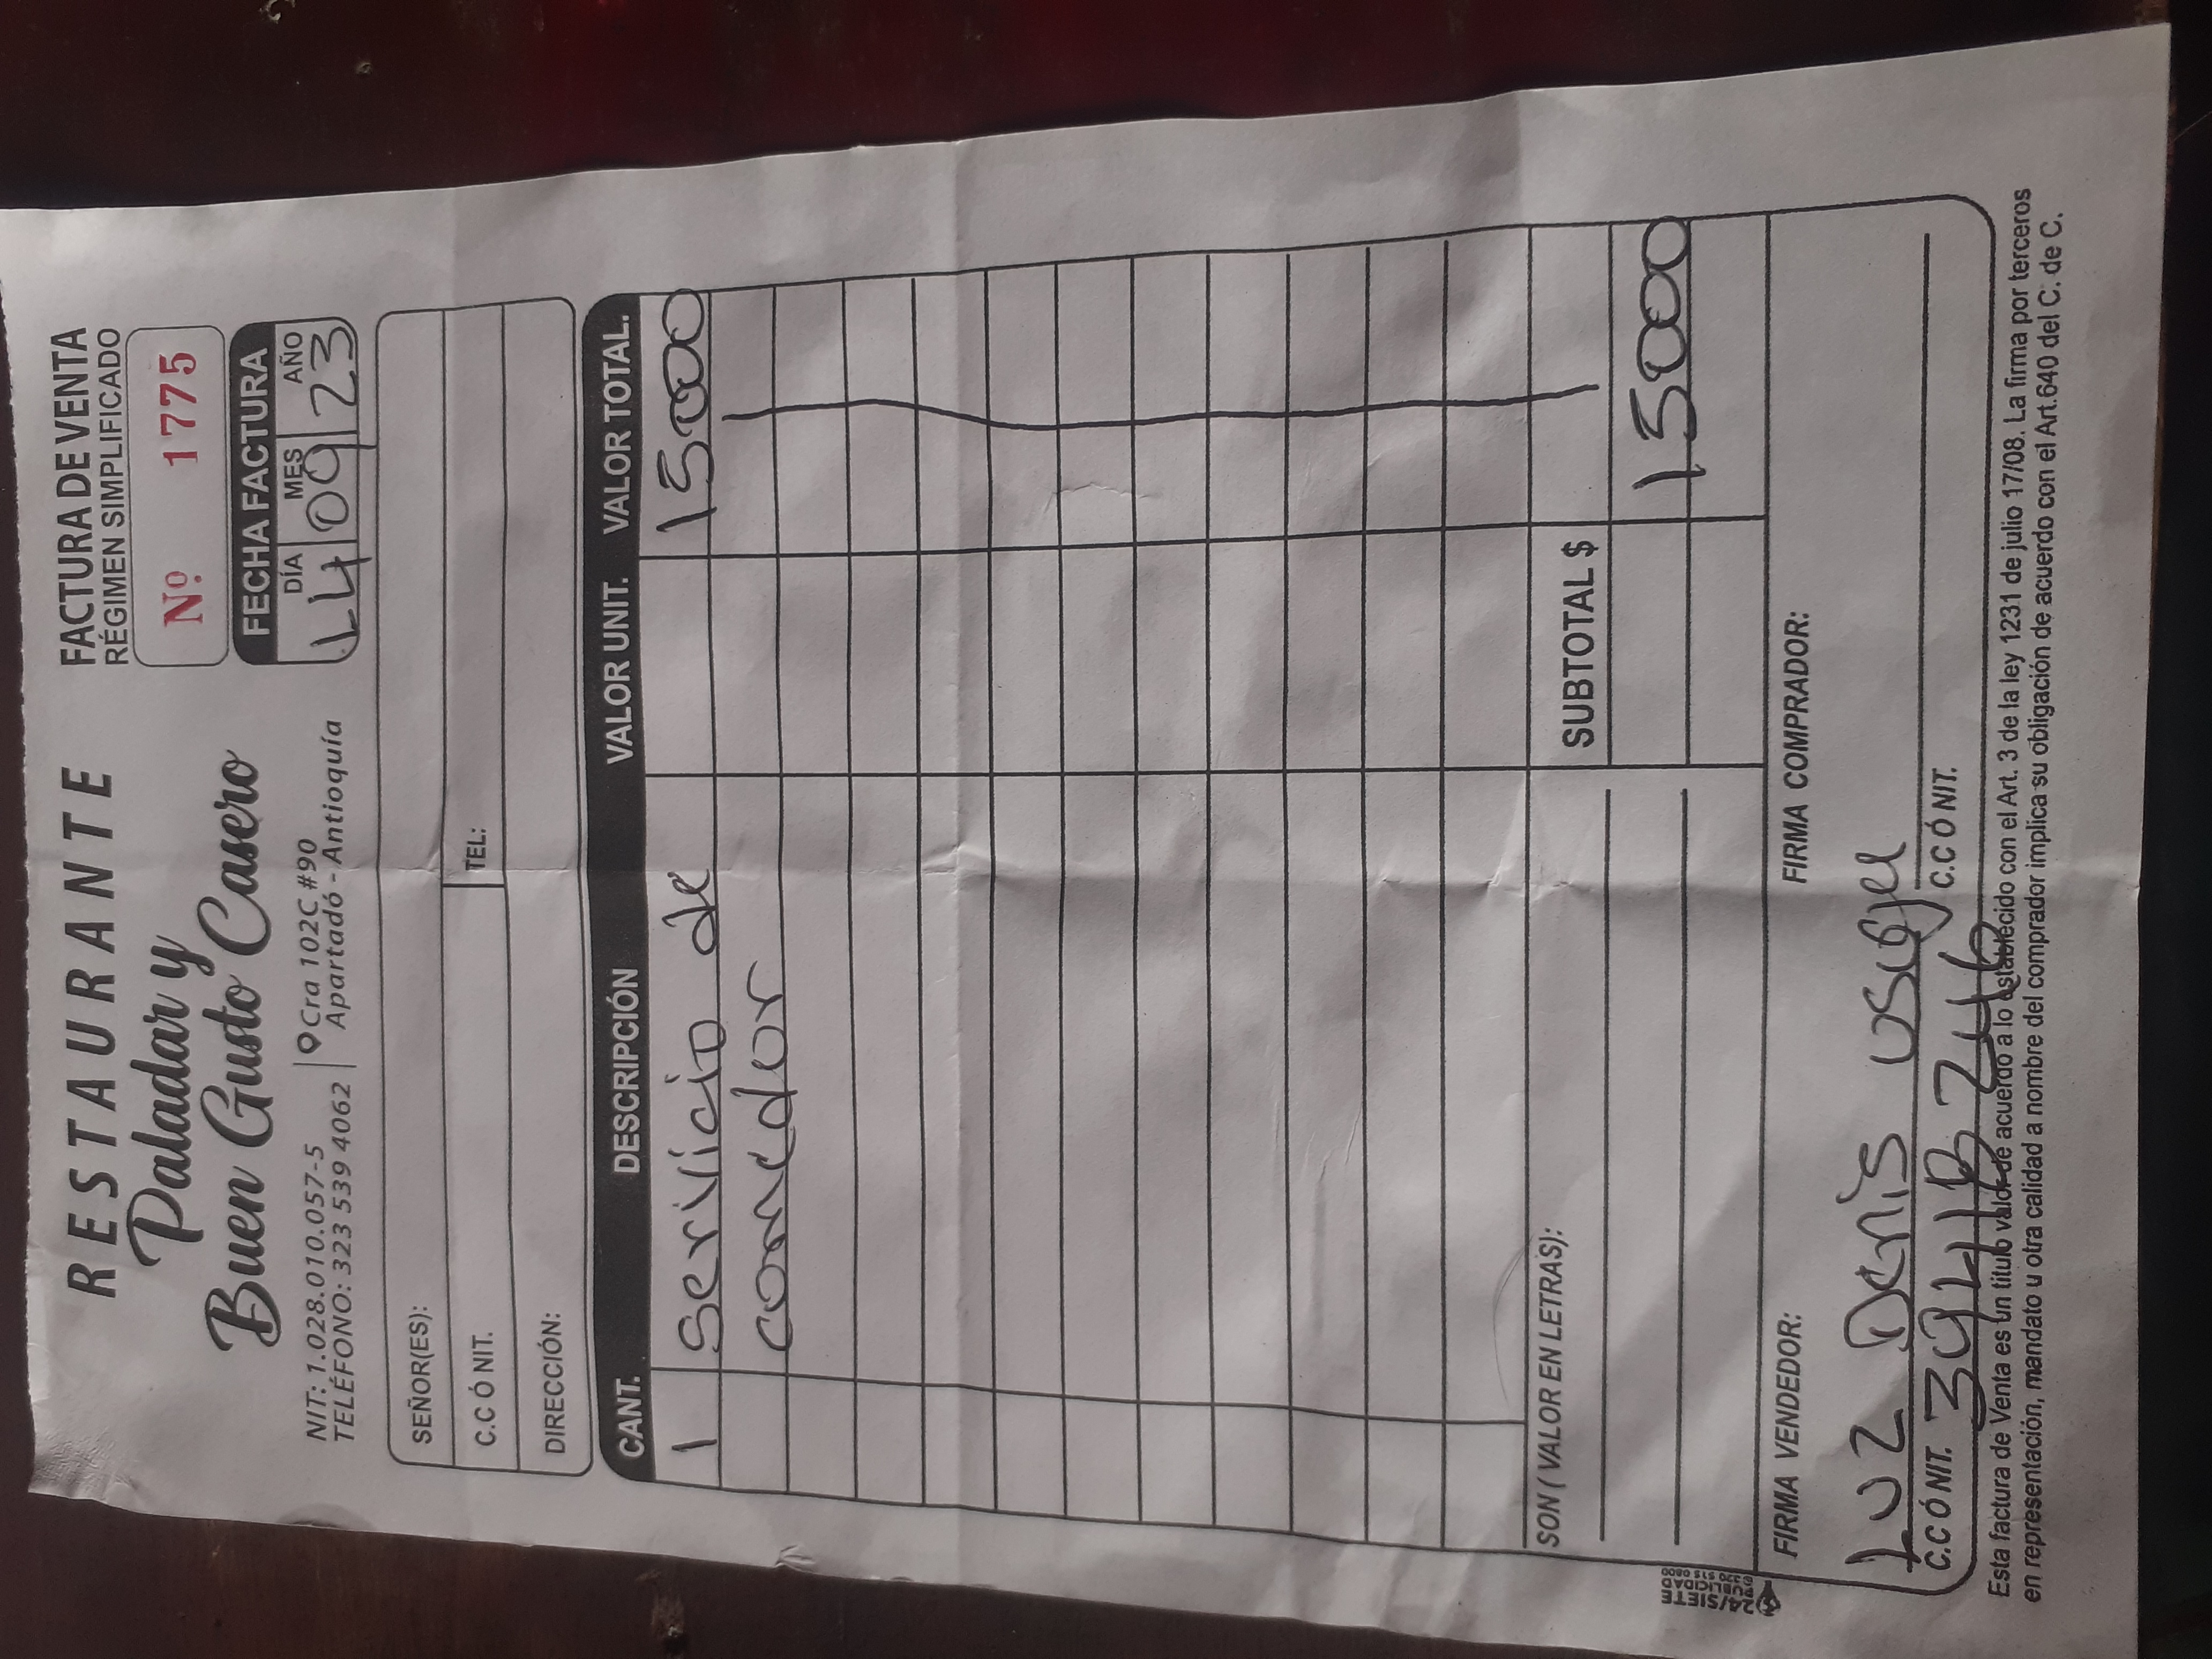 RESTAURANTE
Paladar y
Buen Gusto Casero
NIT: 1.028.010.057-5
TELÉFONO: 323 539 4062
Cra 102C #90
Apartadó - Antioquía
FACTURA DE VENTA
RÉGIMEN SIMPLIFICADO
Nº 1775
FECHA FACTURA
DÍA MES AÑO
14 09 23
SEÑOR(ES):
C.C Ó NIT. TEL:
DIRECCIÓN:
CANT. DESCRIPCIÓN VALOR UNIT. VALOR TOTAL.
1 Serilicio de 15000
comedor
SON ( VALOR EN LETRAS): SUBTOTAL $
15000
FIRMA VENDEDOR: FIRMA COMPRADOR:
Luz Denis
C.C Ó NIT. C.C Ó NIT.
Esta factura de Venta es un titulo valor de acuerdo a lo establecido con el Art. 3 de la ley 1231 de julio 17/08. La firma por terceros
en representación, mandato u otra calidad a nombre del comprador implica su obligación de acuerdo con el Art.640 del C. de C.
24/SIETE
PUBLICIDAD